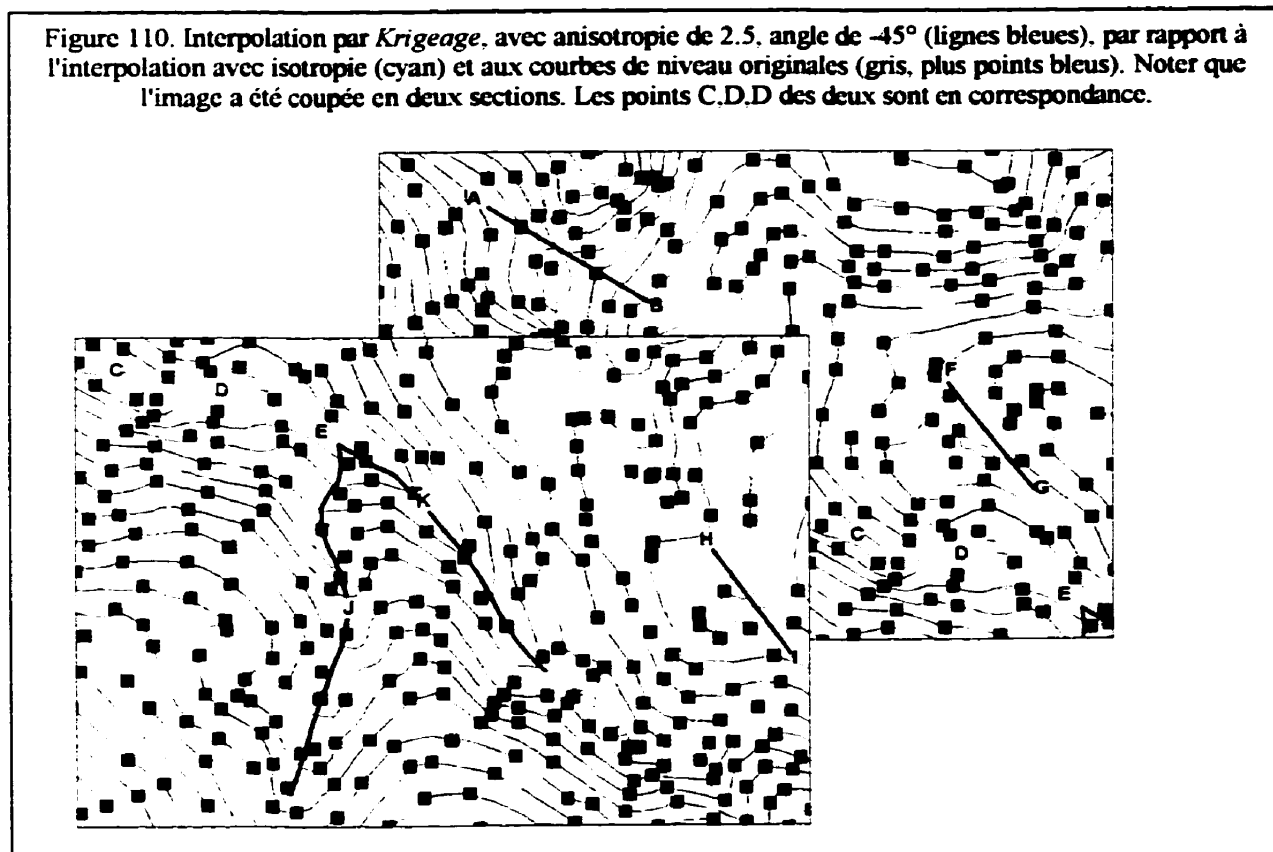 Figure 110. Interpolation par Krigeage, avec anisotropie de 2.5, angle de -45° (lignes bleues), par rapport à
l'interpolation avec isotropie (cyan) et aux courbes de niveau originales (gris, plus points bleus). Noter que
l'image a été coupée en deux sections. Les points C,D,D des deux sont en correspondance.
A
B
F
G
C
D
E
C
D
E
K
H
I
J